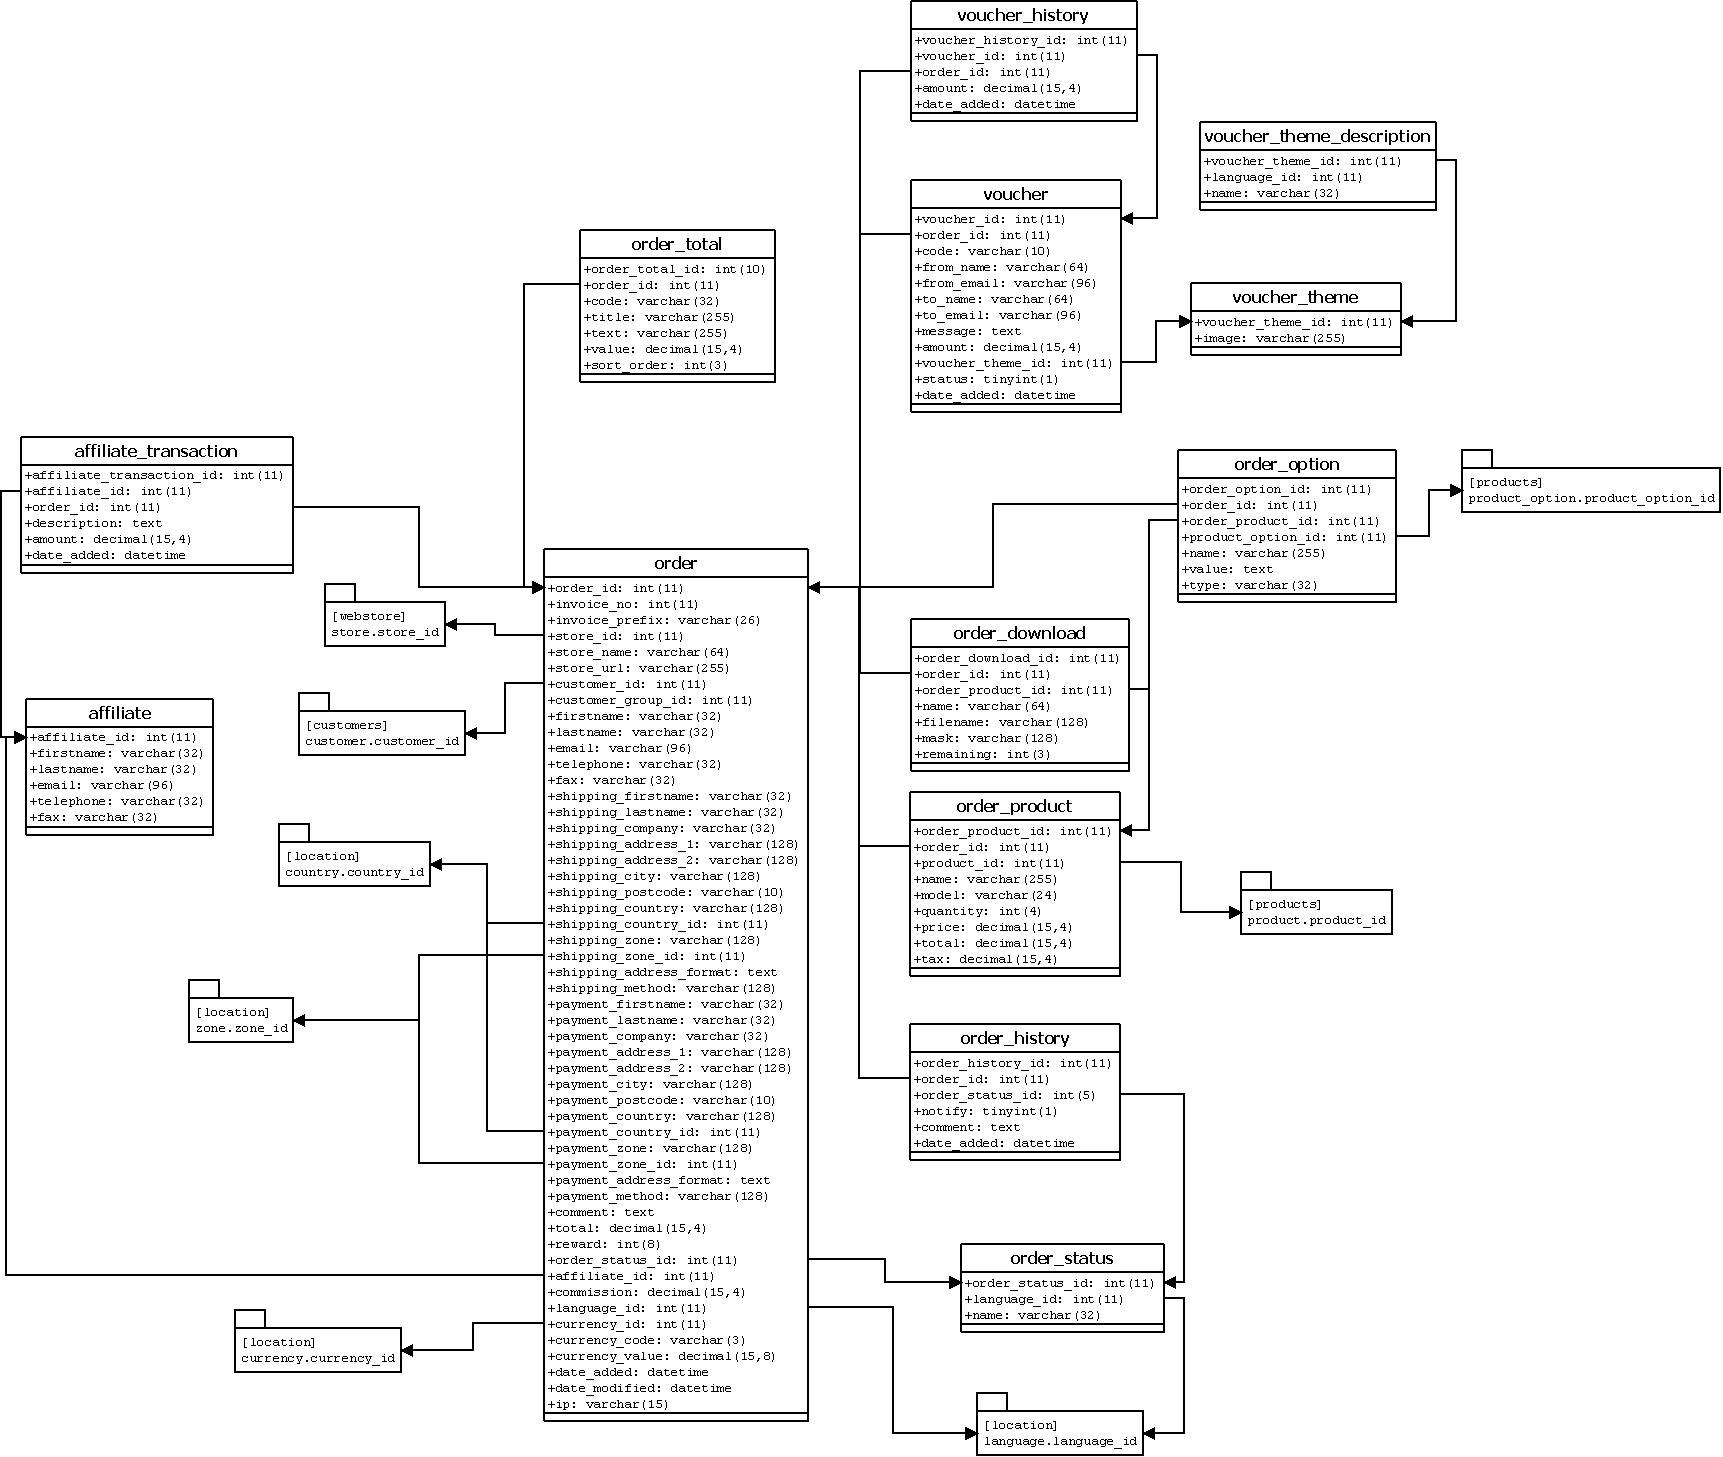 voucher_history
+voucher_history_id: int(11)
+voucher_id: int(11)
+order_id: int(11)
+amount: decimal(15,4)
+date_added: datetime
voucher_theme_description
+voucher_theme_id: int(11)
+language_id: int(11)
+name: varchar(32)
voucher
+voucher_id: int(11)
+order_id: int(11)
+code: varchar(10)
+from_name: varchar(64)
+from_email: varchar(96)
+to_name: varchar(64)
+to_email: varchar(96)
+message: text
+amount: decimal(15,4)
+voucher_theme_id: int(11)
+status: tinyint(1)
+date_added: datetime
voucher_theme
+voucher_theme_id: int(11)
+image: varchar(255)
order_total
+order_total_id: int(10)
+order_id: int(11)
+code: varchar(32)
+title: varchar(255)
+text: varchar(255)
+value: decimal(15,4)
+sort_order: int(3)
affiliate_transaction
+affiliate_transaction_id: int(11)
+affiliate_id: int(11)
+order_id: int(11)
+description: text
+amount: decimal(15,4)
+date_added: datetime
order_option
+order_option_id: int(11)
+order_id: int(11)
+order_product_id: int(11)
+product_option_id: int(11)
+name: varchar(255)
+value: text
+type: varchar(32)
[products]
product_option.product_option_id
order
+order_id: int(11)
+invoice_no: int(11)
+invoice_prefix: varchar(26)
+store_id: int(11)
+store_name: varchar(64)
+store_url: varchar(255)
+customer_id: int(11)
+customer_group_id: int(11)
+firstname: varchar(32)
+lastname: varchar(32)
+email: varchar(96)
+telephone: varchar(32)
+fax: varchar(32)
+shipping_firstname: varchar(32)
+shipping_lastname: varchar(32)
+shipping_company: varchar(32)
+shipping_address_1: varchar(128)
+shipping_address_2: varchar(128)
+shipping_city: varchar(128)
+shipping_postcode: varchar(10)
+shipping_country: varchar(128)
+shipping_country_id: int(11)
+shipping_zone: varchar(128)
+shipping_zone_id: int(11)
+shipping_address_format: text
+shipping_method: varchar(128)
+payment_firstname: varchar(32)
+payment_lastname: varchar(32)
+payment_company: varchar(32)
+payment_address_1: varchar(128)
+payment_address_2: varchar(128)
+payment_city: varchar(128)
+payment_postcode: varchar(10)
+payment_country: varchar(128)
+payment_country_id: int(11)
+payment_zone: varchar(128)
+payment_zone_id: int(11)
+payment_address_format: text
+payment_method: varchar(128)
+comment: text
+total: decimal(15,4)
+reward: int(8)
+order_status_id: int(11)
+affiliate_id: int(11)
+commission: decimal(15,4)
+language_id: int(11)
+currency_id: int(11)
+currency_code: varchar(3)
+currency_value: decimal(15,8)
+date_added: datetime
+date_modified: datetime
+ip: varchar(15)
[webstore]
store.store_id
[customers]
customer.customer_id
affiliate
+affiliate_id: int(11)
+firstname: varchar(32)
+lastname: varchar(32)
+email: varchar(96)
+telephone: varchar(32)
+fax: varchar(32)
[location]
country.country_id
[location]
zone.zone_id
[location]
currency.currency_id
order_download
+order_download_id: int(11)
+order_id: int(11)
+order_product_id: int(11)
+name: varchar(64)
+filename: varchar(128)
+mask: varchar(128)
+remaining: int(3)
order_product
+order_product_id: int(11)
+order_id: int(11)
+product_id: int(11)
+name: varchar(255)
+model: varchar(24)
+quantity: int(4)
+price: decimal(15,4)
+total: decimal(15,4)
+tax: decimal(15,4)
[products]
product.product_id
order_history
+order_history_id: int(11)
+order_id: int(11)
+order_status_id: int(5)
+notify: tinyint(1)
+comment: text
+date_added: datetime
order_status
+order_status_id: int(11)
+language_id: int(11)
+name: varchar(32)
[location]
language.language_id